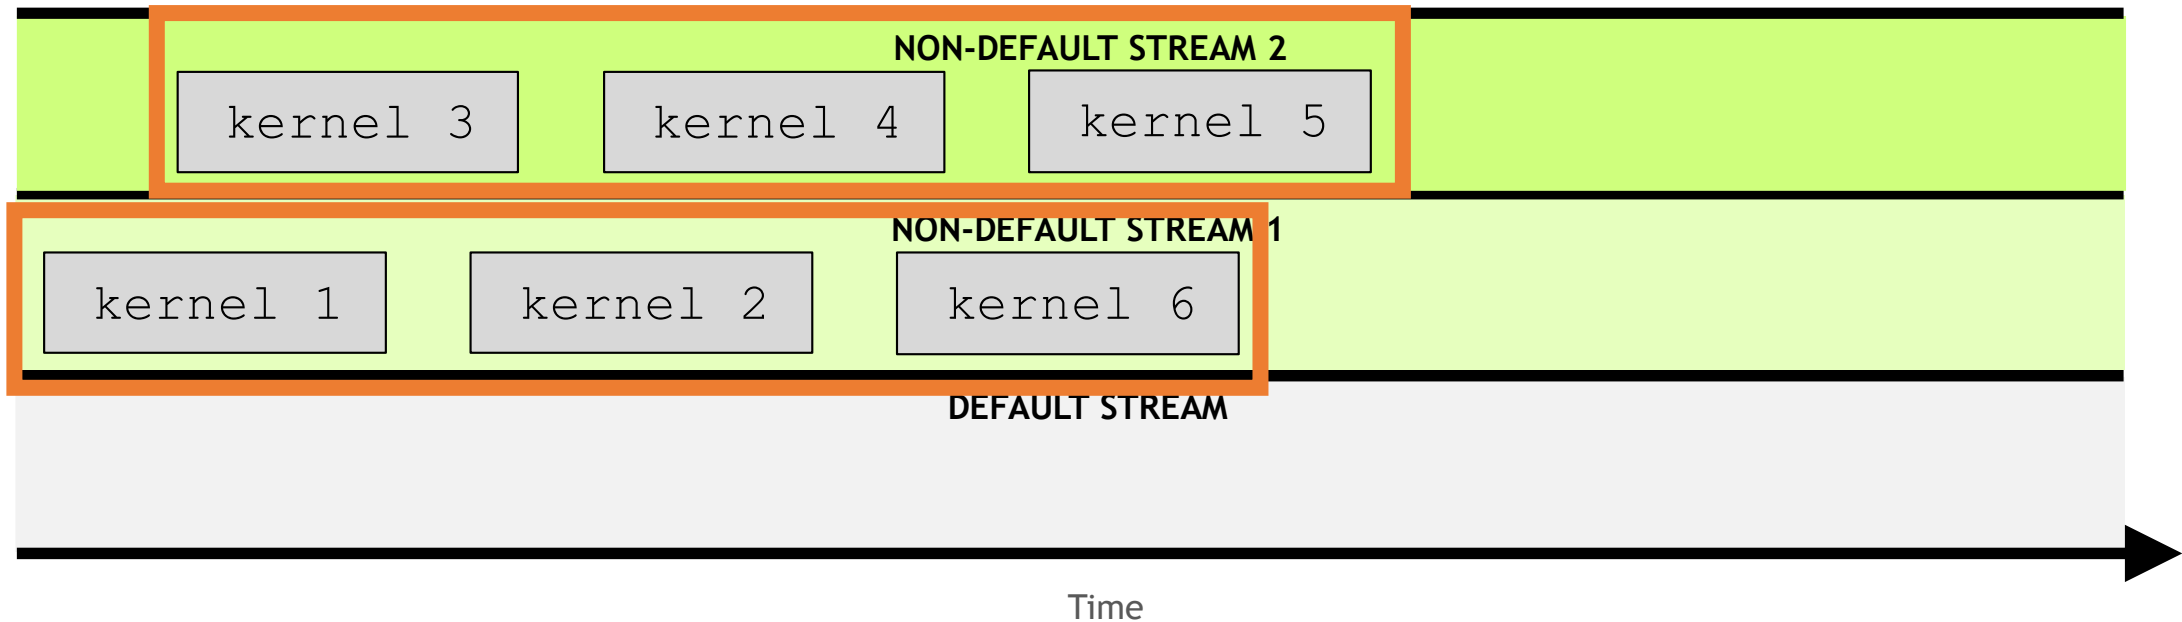 NON-DEFAULT STREAM 2
kernel 3
kernel 4
kernel 5
NON-DEFAULT STREAM 1
kernel 1
kernel 2
kernel 6
DEFAULT STREAM
Time